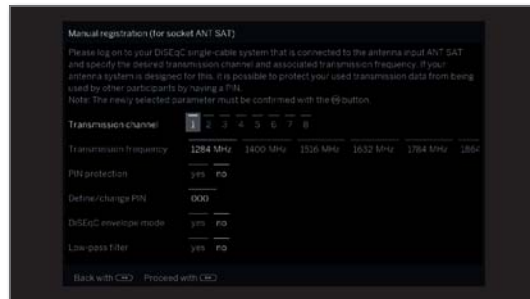 Manual registration (for socket ANT SAT)
Please log on to your DiSEqC single-cable system that is connected to the antenna input ANT SAT
and specify the desired transmission channel and associated transmission frequency. If your
antenna system is designed for this, it is possible to protect your used transmission data from being
used by other participants by having a PIN.
Note: The newly selected parameter must be confirmed with the OK button.
Transmission channel 1 2 3 4 5 6 7 8
Transmission frequency 1284 MHz 1400 MHz 1516 MHz 1632 MHz 1784 MHz 1864
PIN protection yes no
Define/change PIN 000
DiSEqC envelope mode yes no
Low-pass filter yes no
Back with Proceed with